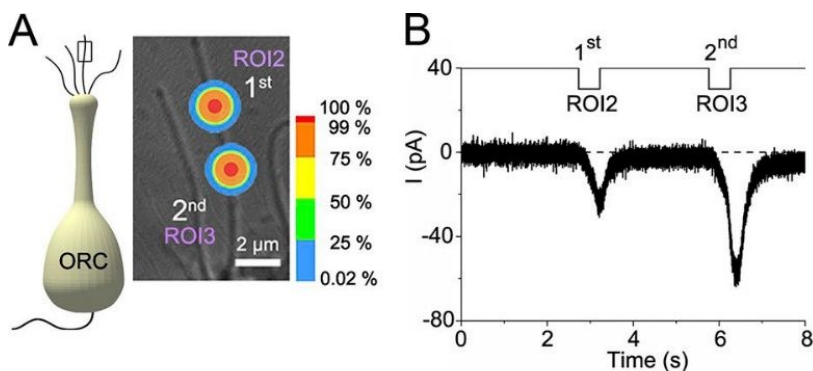 A
ORC
ROI2
1st
2nd
ROI3
2 μm
100 %
99 %
75 %
50 %
25 %
0.02 %
B
1st
2nd
ROI2
ROI3
I (pA)
40
0
-40
-80
0
2
4
6
8
Time (s)